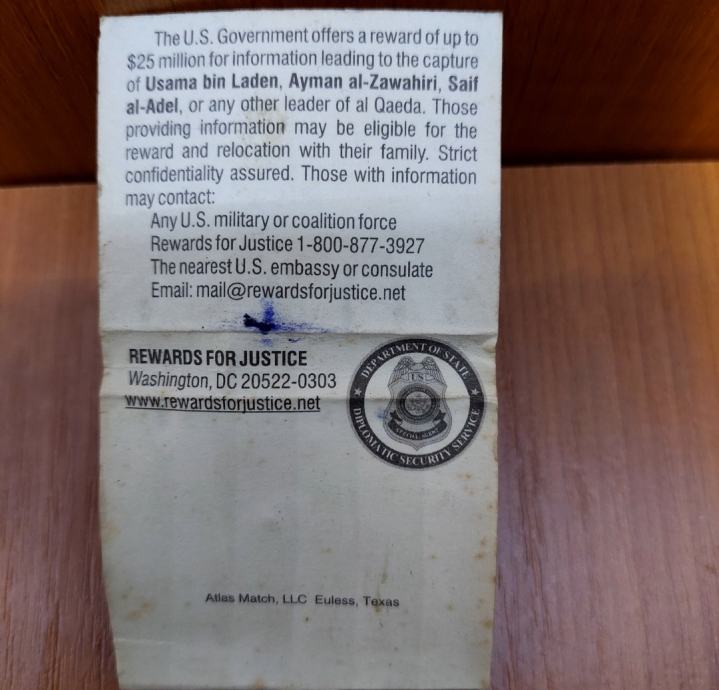 The U.S. Government offers a reward of up to
$25 million for information leading to the capture
of Usama bin Laden, Ayman al-Zawahiri, Saif
al-Adel, or any other leader of al Qaeda. Those
providing information may be eligible for the
reward and relocation with their family. Strict
confidentiality assured. Those with information
may contact:
Any U.S. military or coalition force
Rewards for Justice 1-800-877-3927
The nearest U.S. embassy or consulate
Email: mail@rewardsforjustice.net
REWARDS FOR JUSTICE
Washington, DC 20522-0303
www.rewardsforjustice.net
DEPARTMENT OF STATE
US
SPECIAL AGENT
DIPLOMATIC SECURITY SERVICE
Atlas Match, LLC Euless, Texas